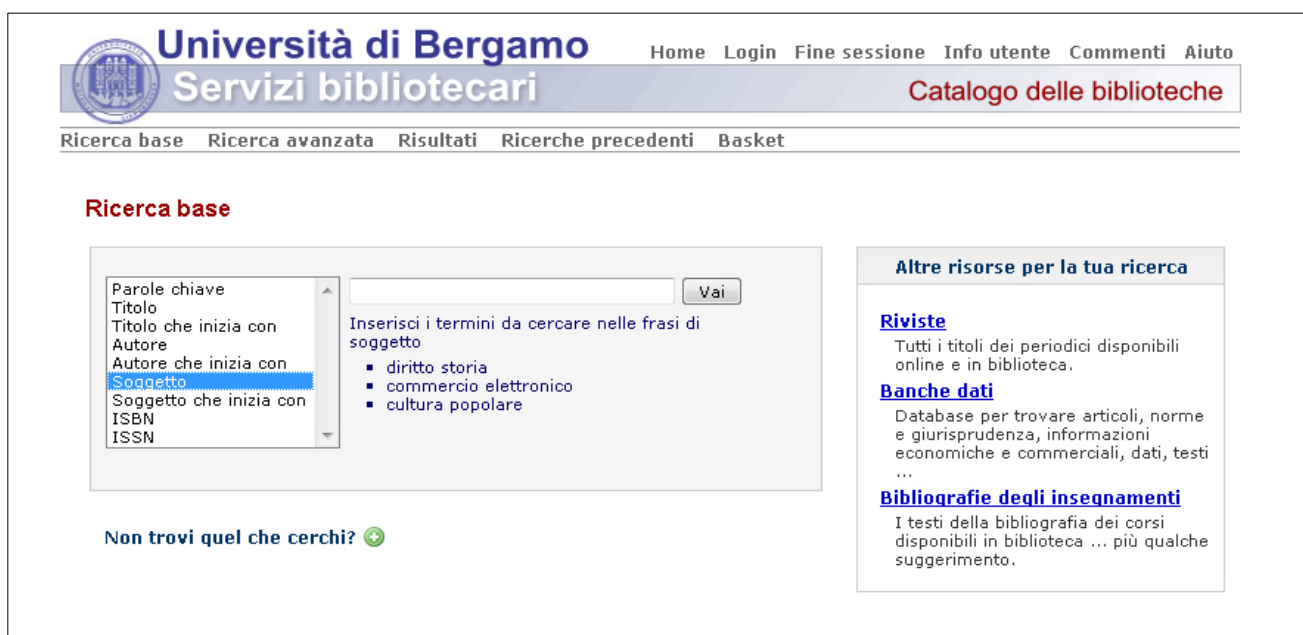 Università di Bergamo
Home Login Fine sessione Info utente Commenti Aiuto
Servizi bibliotecari
Catalogo delle biblioteche
Ricerca base Ricerca avanzata Risultati Ricerche precedenti Basket
Ricerca base
Parole chiave
Titolo
Titolo che inizia con
Autore
Autore che inizia con
Soggetto
Soggetto che inizia con
ISBN
ISSN
Vai
Inserisci i termini da cercare nelle frasi di
soggetto
diritto storia
commercio elettronico
cultura popolare
Non trovi quel che cerchi?
Altre risorse per la tua ricerca
Riviste
Tutti i titoli dei periodici disponibili
online e in biblioteca.
Banche dati
Database per trovare articoli, norme
e giurisprudenza, informazioni
economiche e commerciali, dati, testi
...
Bibliografie degli insegnamenti
I testi della bibliografia dei corsi
disponibili in biblioteca ... più qualche
suggerimento.